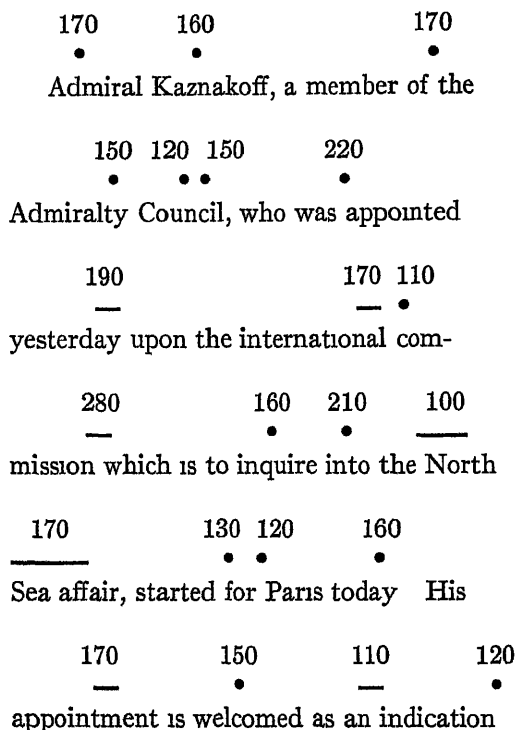 170 160 170
Admiral Kaznakoff, a member of the
150 120 150 220
Admiralty Council, who was appointed
190 170 110
yesterday upon the international com-
280 160 210 100
mission which is to inquire into the North
170 130 120 160
Sea affair, started for Paris today His
170 150 110 120
appointment is welcomed as an indication